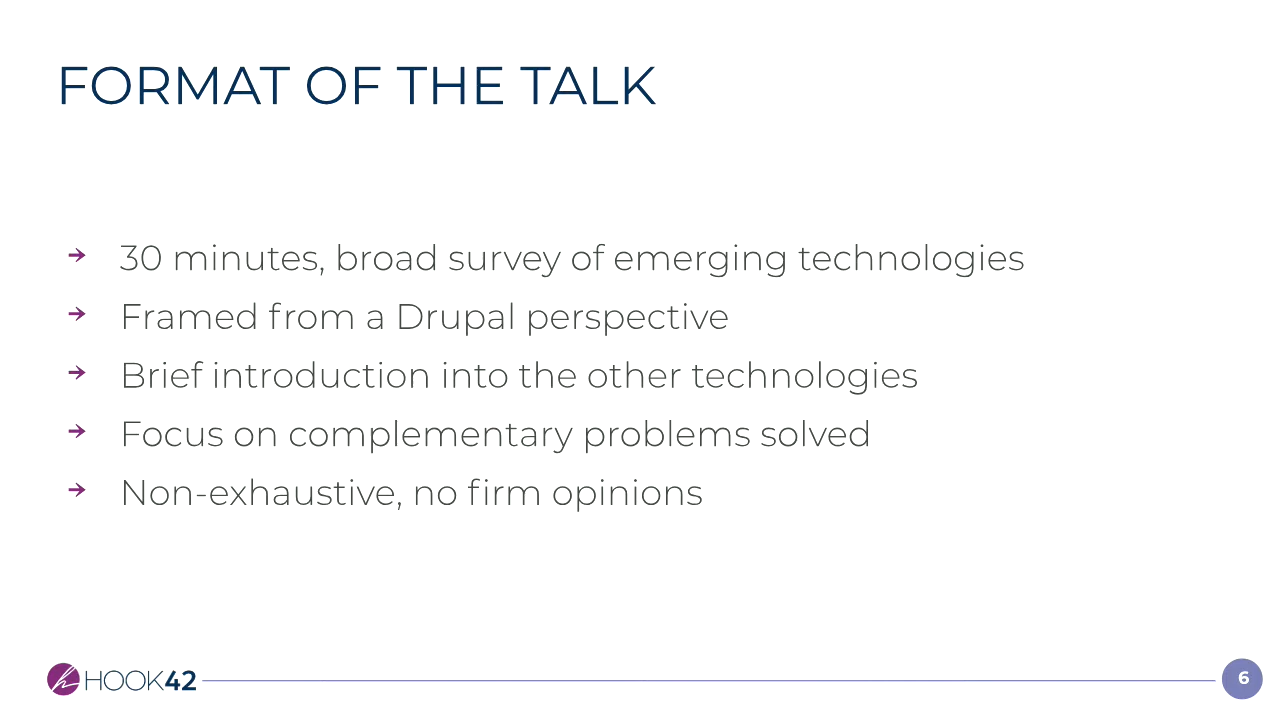 FORMAT OF THE TALK
30 minutes, broad survey of emerging technologies
Framed from a Drupal perspective
Brief introduction into the other technologies
Focus on complementary problems solved
Non-exhaustive, no firm opinions
HOOK42
6